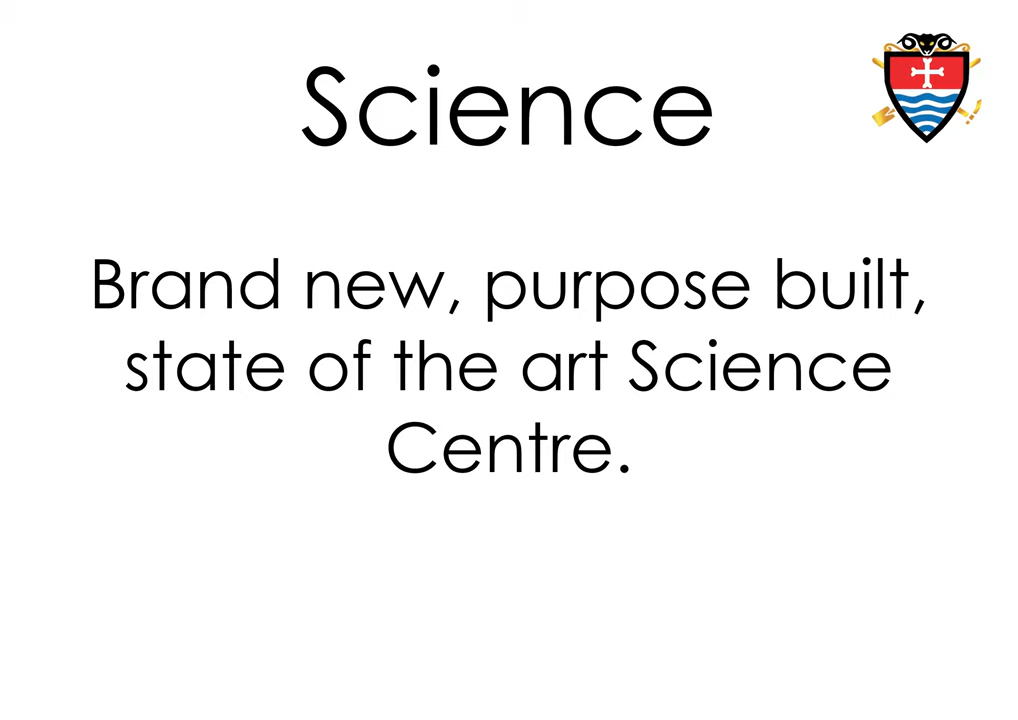 Science
Brand new, purpose built,
state of the art Science
Centre.